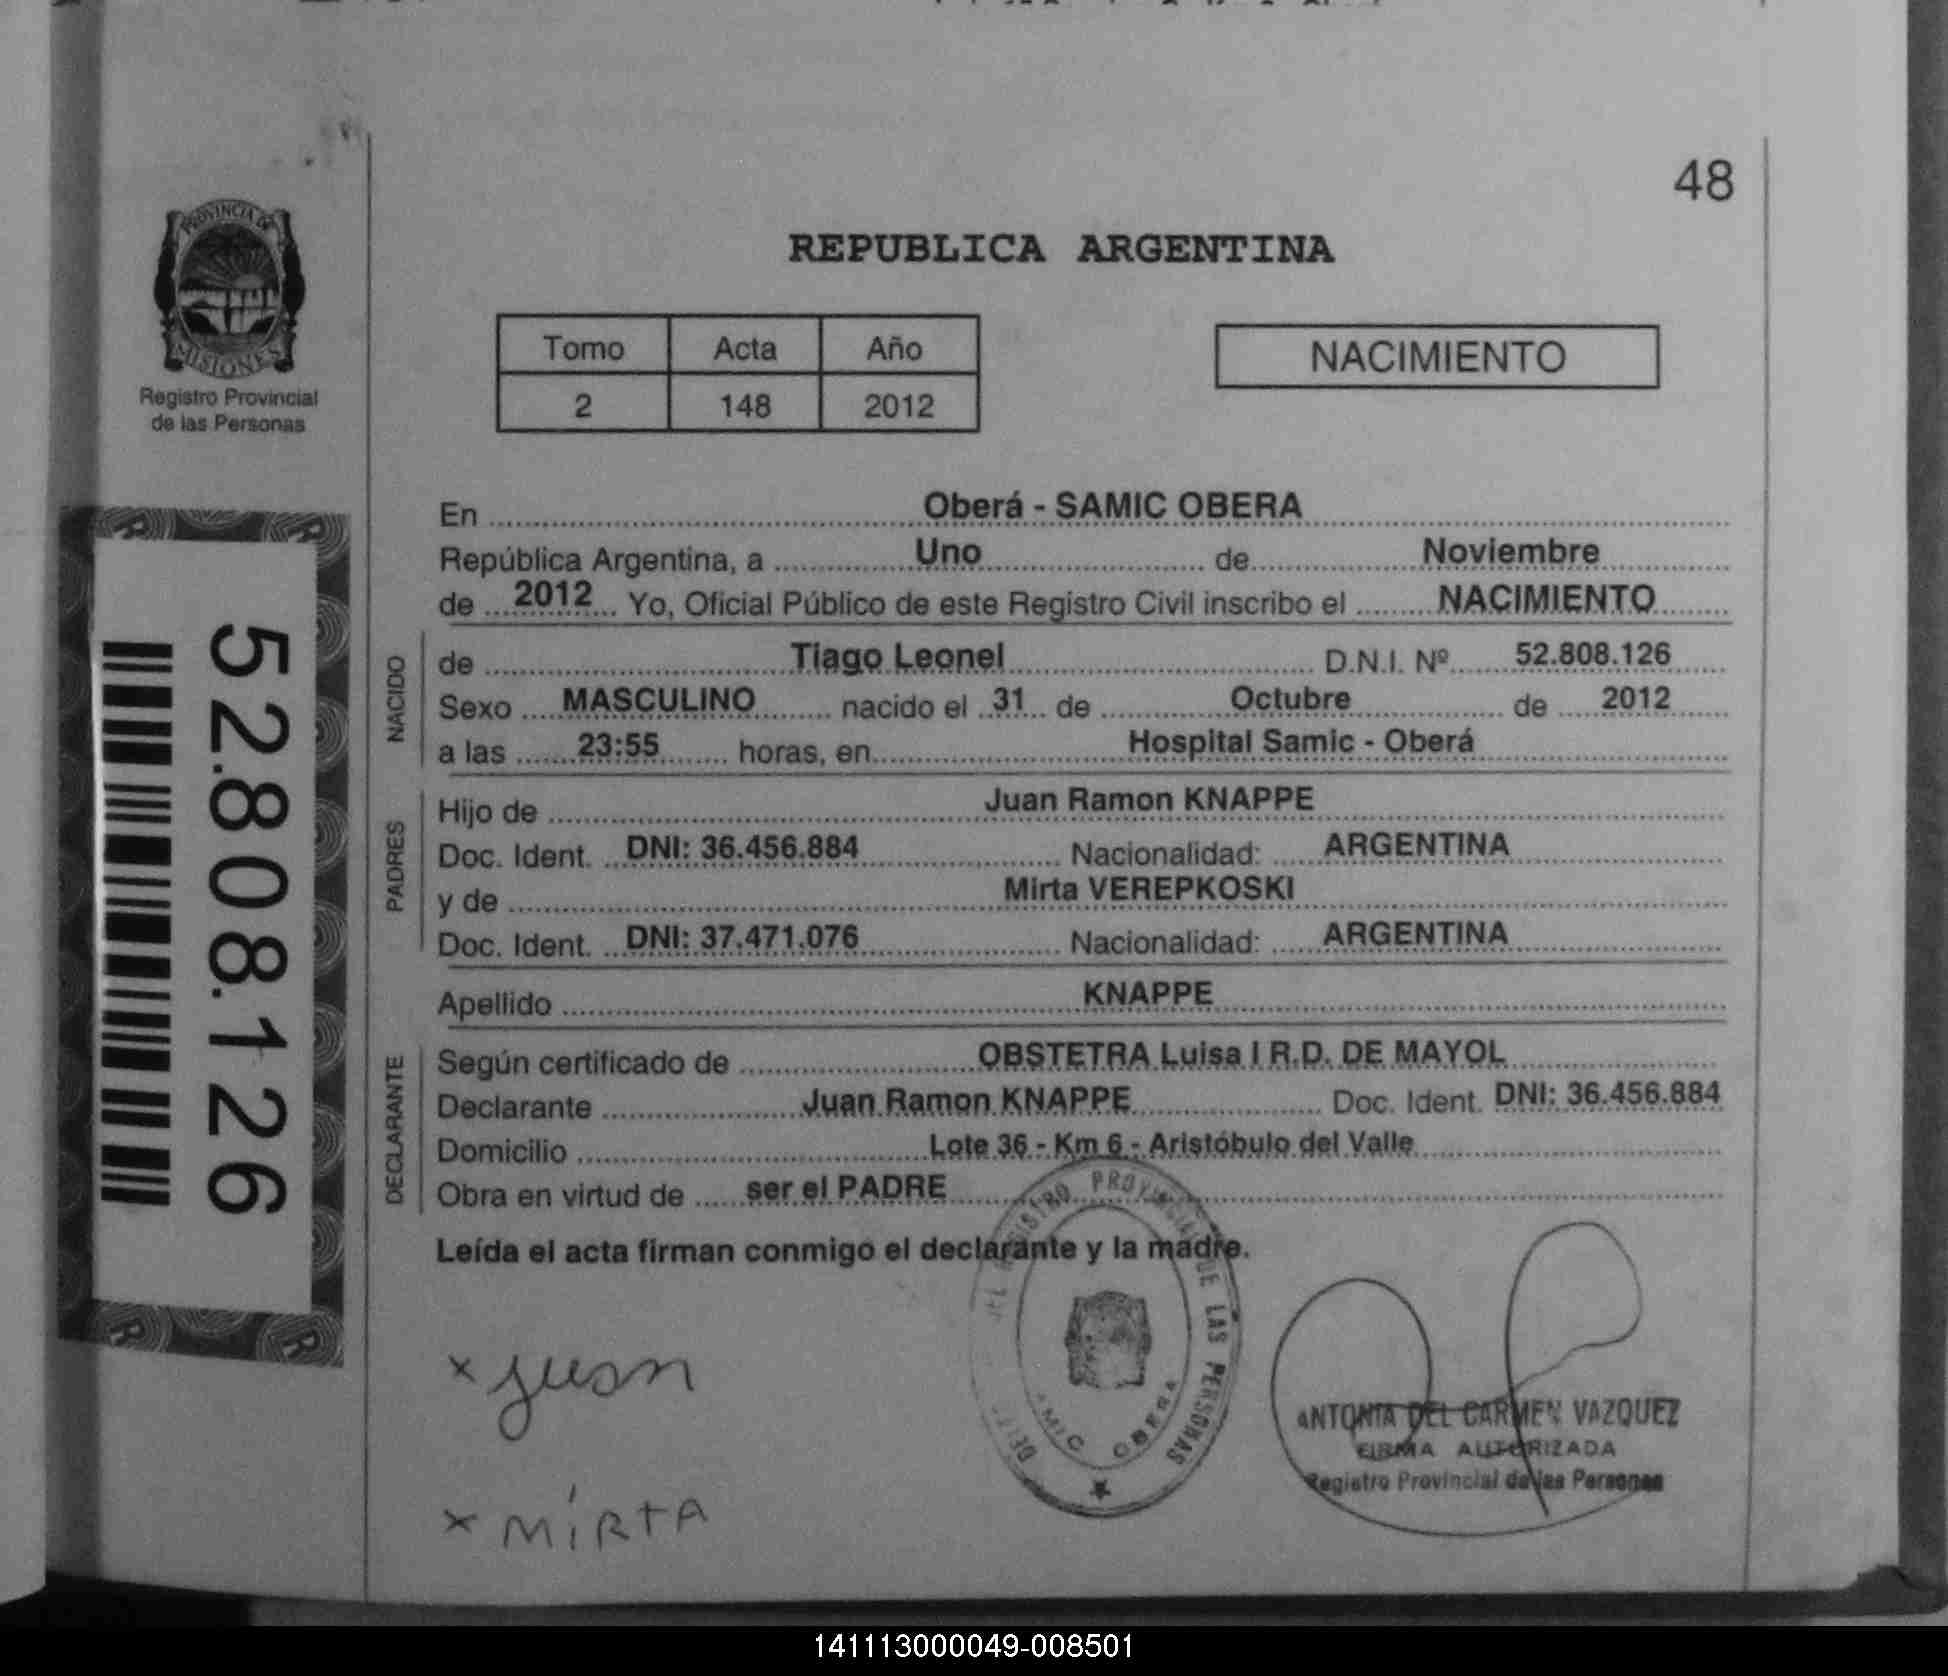 48
PROVINCIA DE
MISIONES
Registro Provincial
de las Personas
REPUBLICA ARGENTINA
Tomo Acta Año
2 148 2012
NACIMIENTO
52.808.126
En Oberá - SAMIC OBERA
República Argentina, a Uno de Noviembre
de 2012 Yo, Oficial Público de este Registro Civil inscribo el NACIMIENTO
NACIDO
de Tiago Leonel D.N.I. Nº 52.808.126
Sexo MASCULINO nacido el 31 de Octubre de 2012
a las 23:55 horas, en Hospital Samic - Oberá
PADRES
Hijo de Juan Ramon KNAPPE
Doc. Ident. DNI: 36.456.884 Nacionalidad: ARGENTINA
y de Mirta VEREPKOSKI
Doc. Ident. DNI: 37.471.076 Nacionalidad: ARGENTINA
Apellido KNAPPE
DECLARANTE
Según certificado de OBSTETRA Luisa I R.D. DE MAYOL
Declarante Juan Ramon KNAPPE Doc. Ident. DNI: 36.456.884
Domicilio Lote 36 - Km 6 - Aristóbulo del Valle
Obra en virtud de ser el PADRE
Leída el acta firman conmigo el declarante y la madre.
REGISTRO PROVINCIAL DE LAS PERSONAS
OBERA
x Juan
x MiRtA
ANTONIA DEL CARMEN VAZQUEZ
FIRMA AUTORIZADA
Registro Provincial de las Personas
141113000049-008501